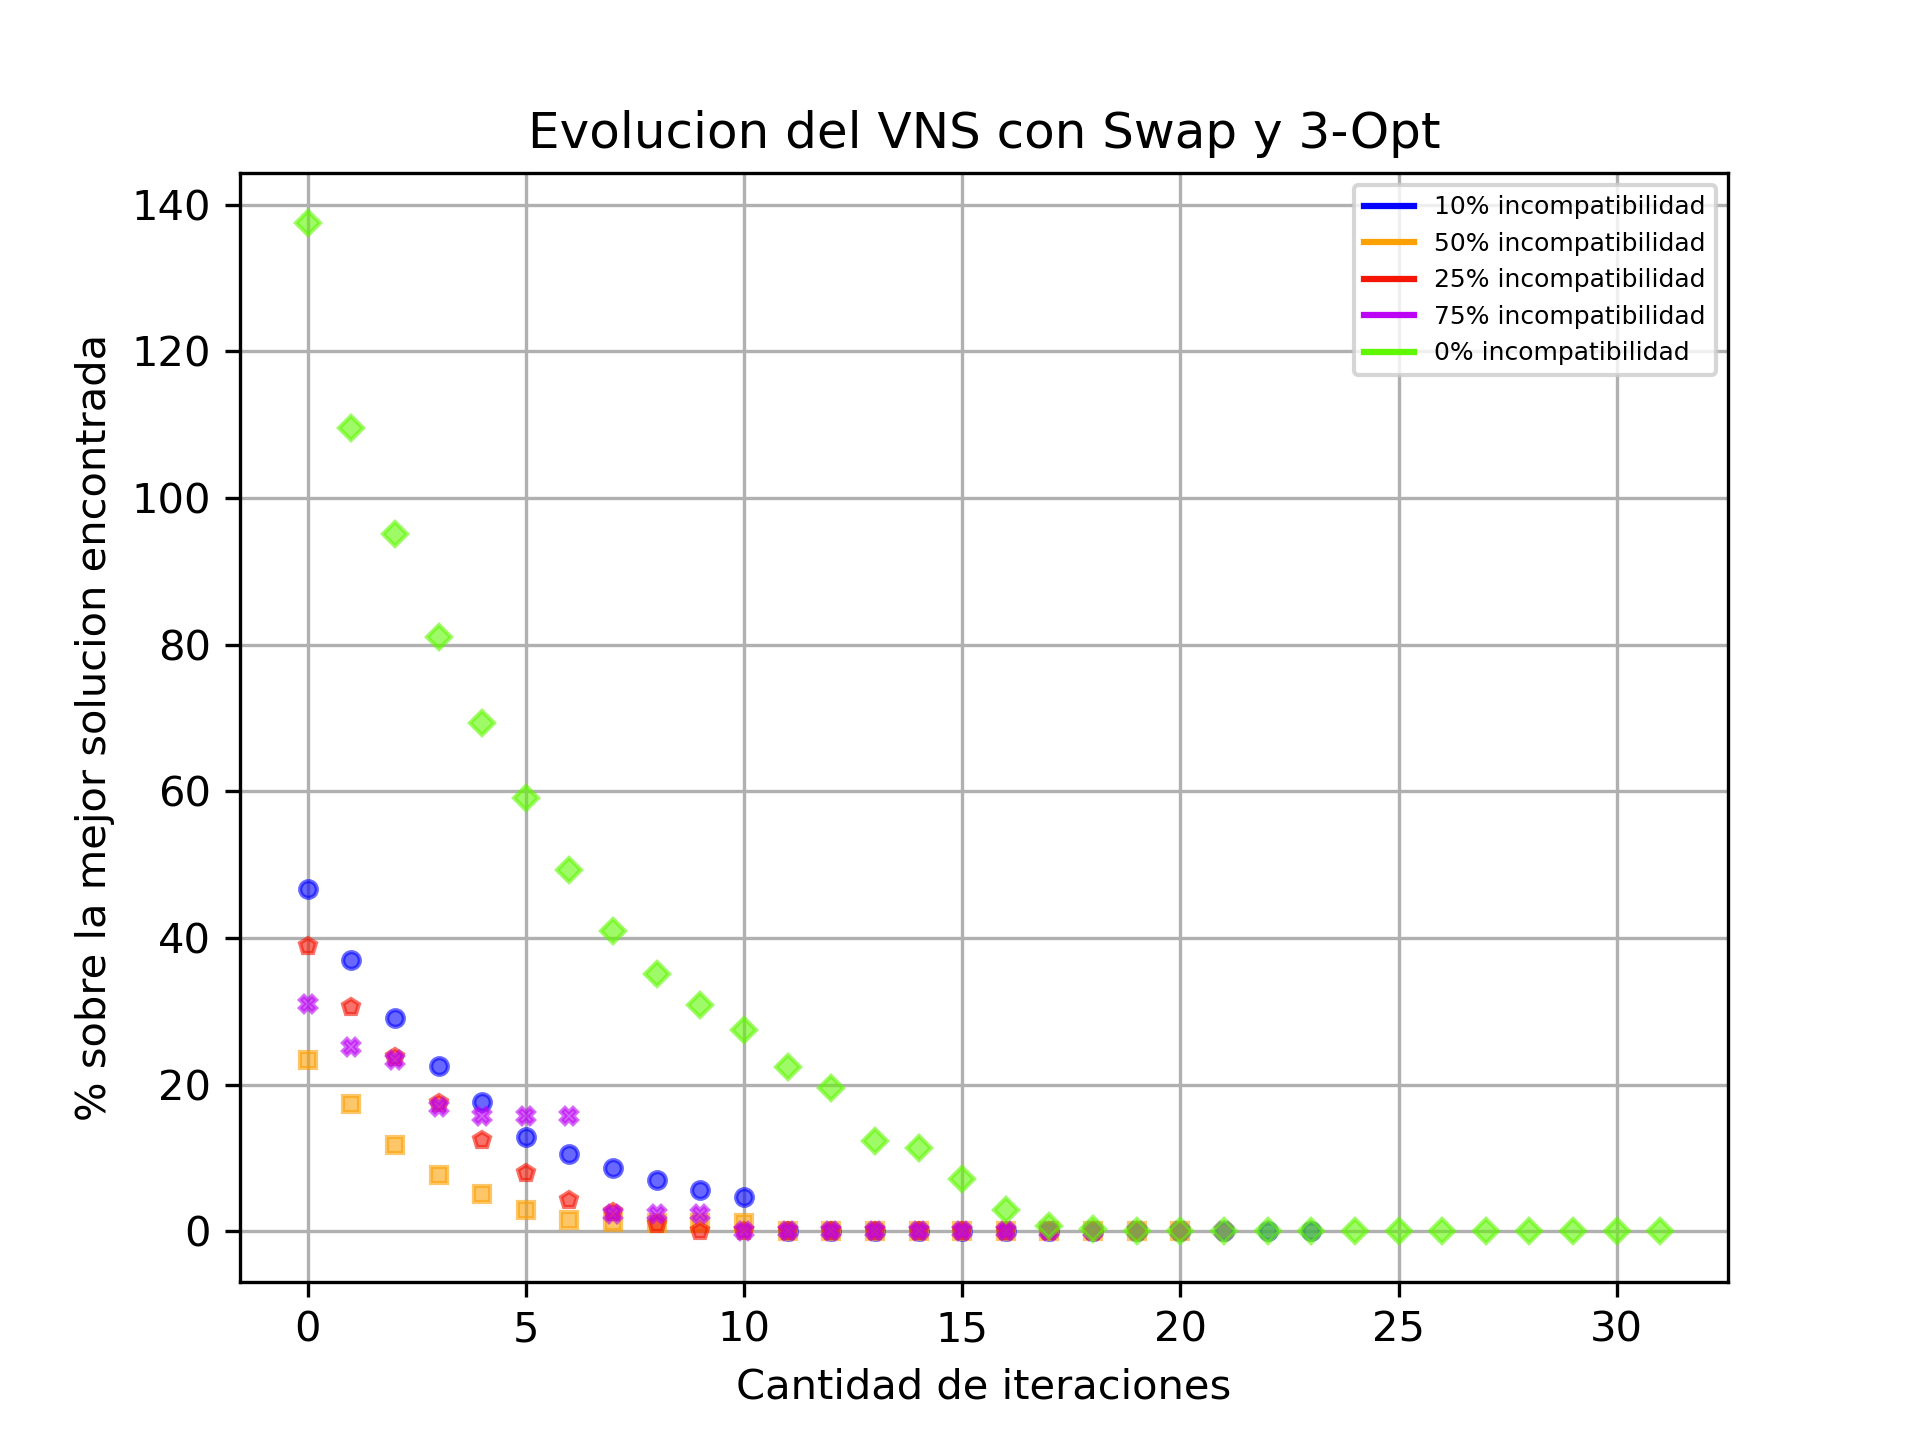 Evolucion del VNS con Swap y 3-Opt
% sobre la mejor solucion encontrada
140
120
100
80
60
40
20
0
10% incompatibilidad
50% incompatibilidad
25% incompatibilidad
75% incompatibilidad
0% incompatibilidad
0 5 10 15 20 25 30
Cantidad de iteraciones